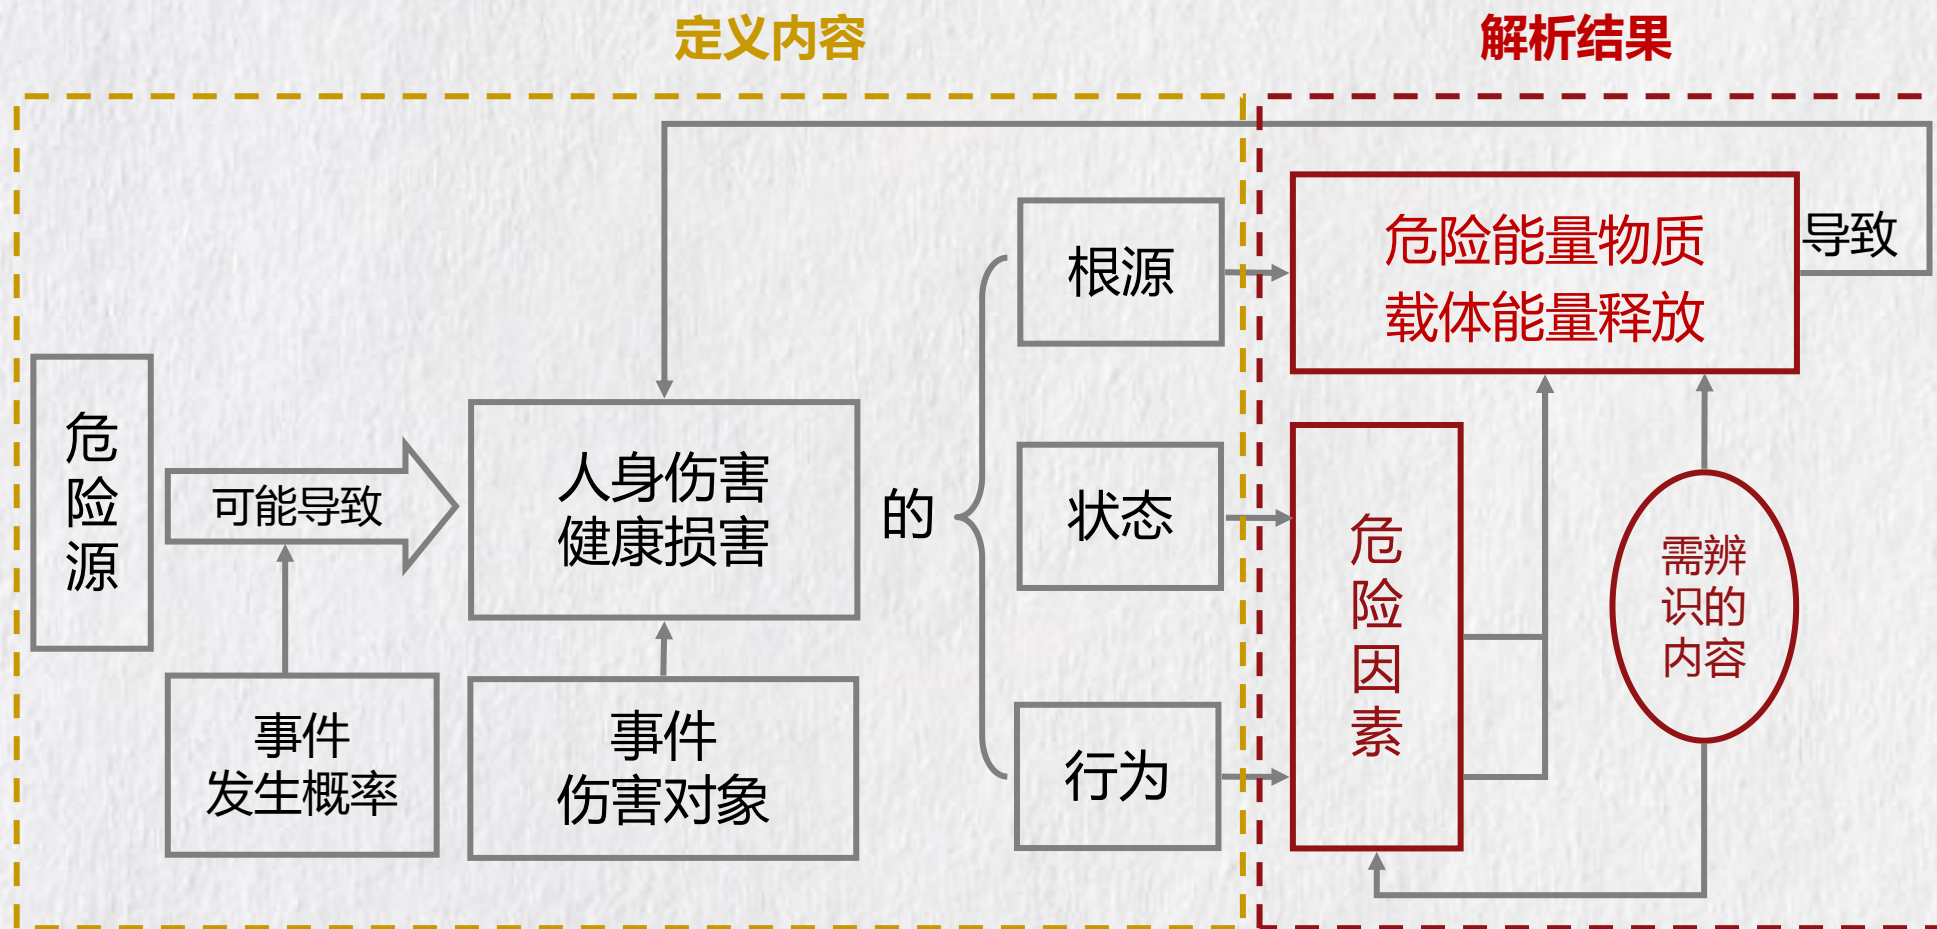 定义内容
解析结果
危
险
源
可能导致
事件
发生概率
人身伤害
健康损害
事件
伤害对象
的
根源
状态
行为
危险能量物质
载体能量释放
导致
危
险
因
素
需辨
识的
内容